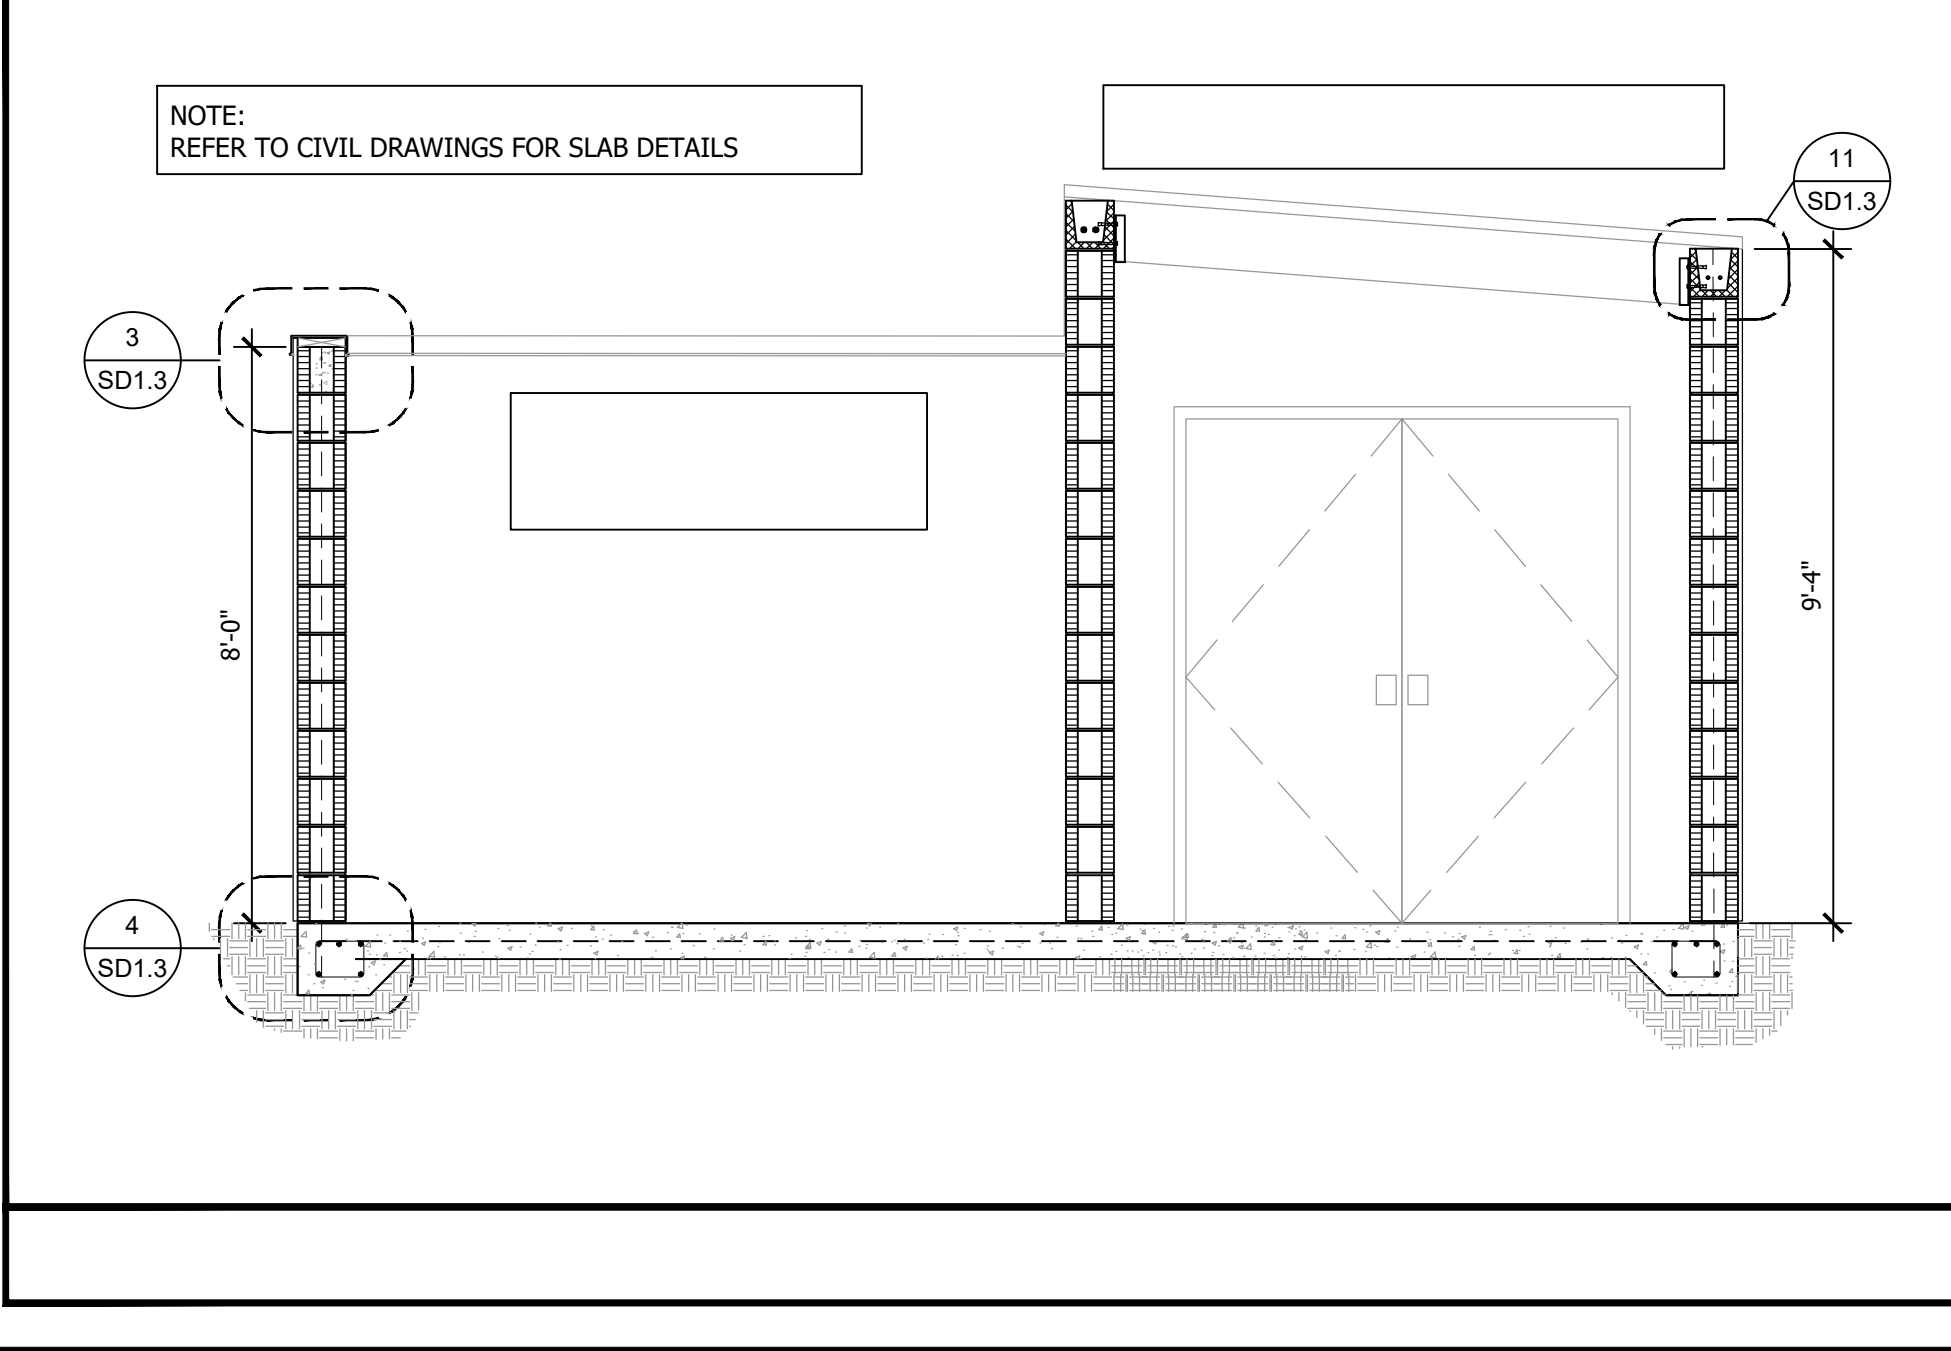 NOTE:
REFER TO CIVIL DRAWINGS FOR SLAB DETAILS
11
SD1.3
3
SD1.3
8'-0"
9'-4"
4
SD1.3